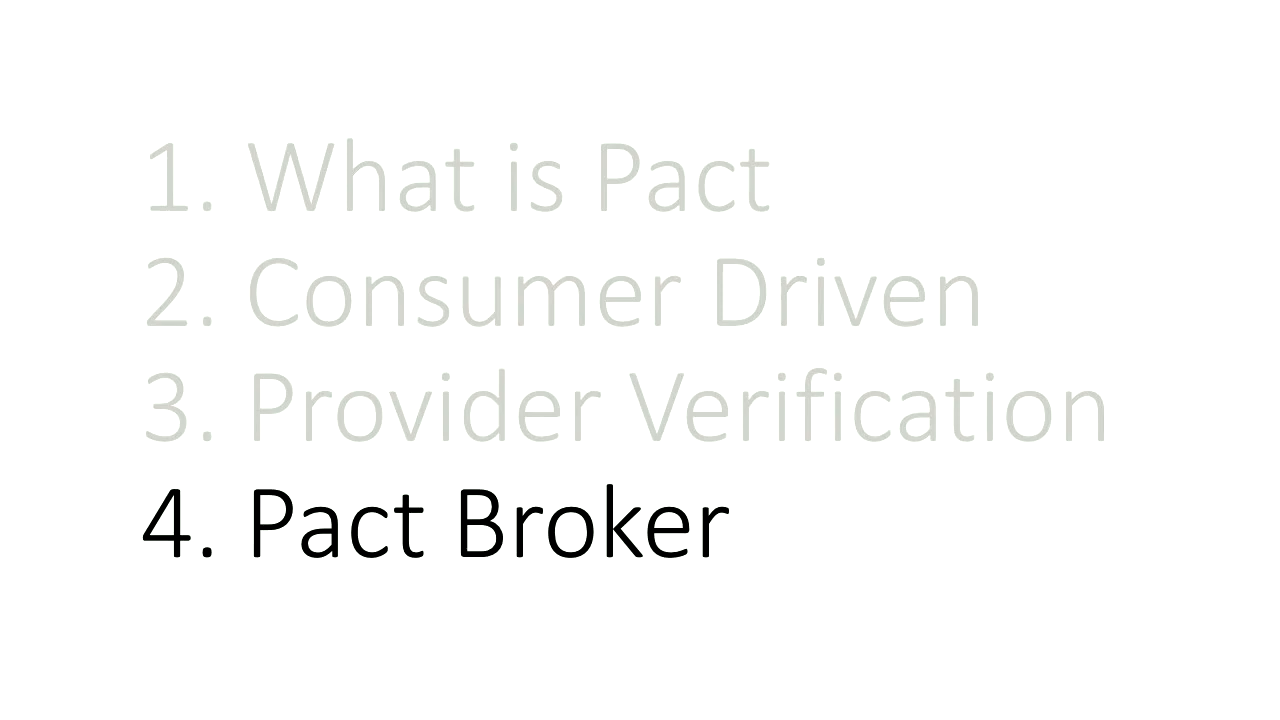 1. What is Pact
2. Consumer Driven
3. Provider Verification
4. Pact Broker